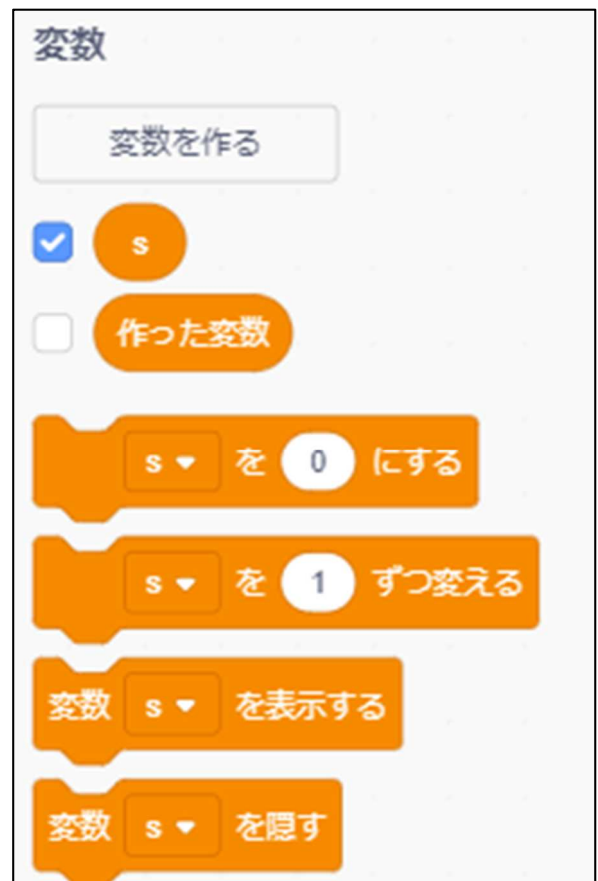 変数
変数を作る
s
作った変数
s を 0 にする
s を 1 ずつ変える
変数 s を表示する
変数 s を隠す